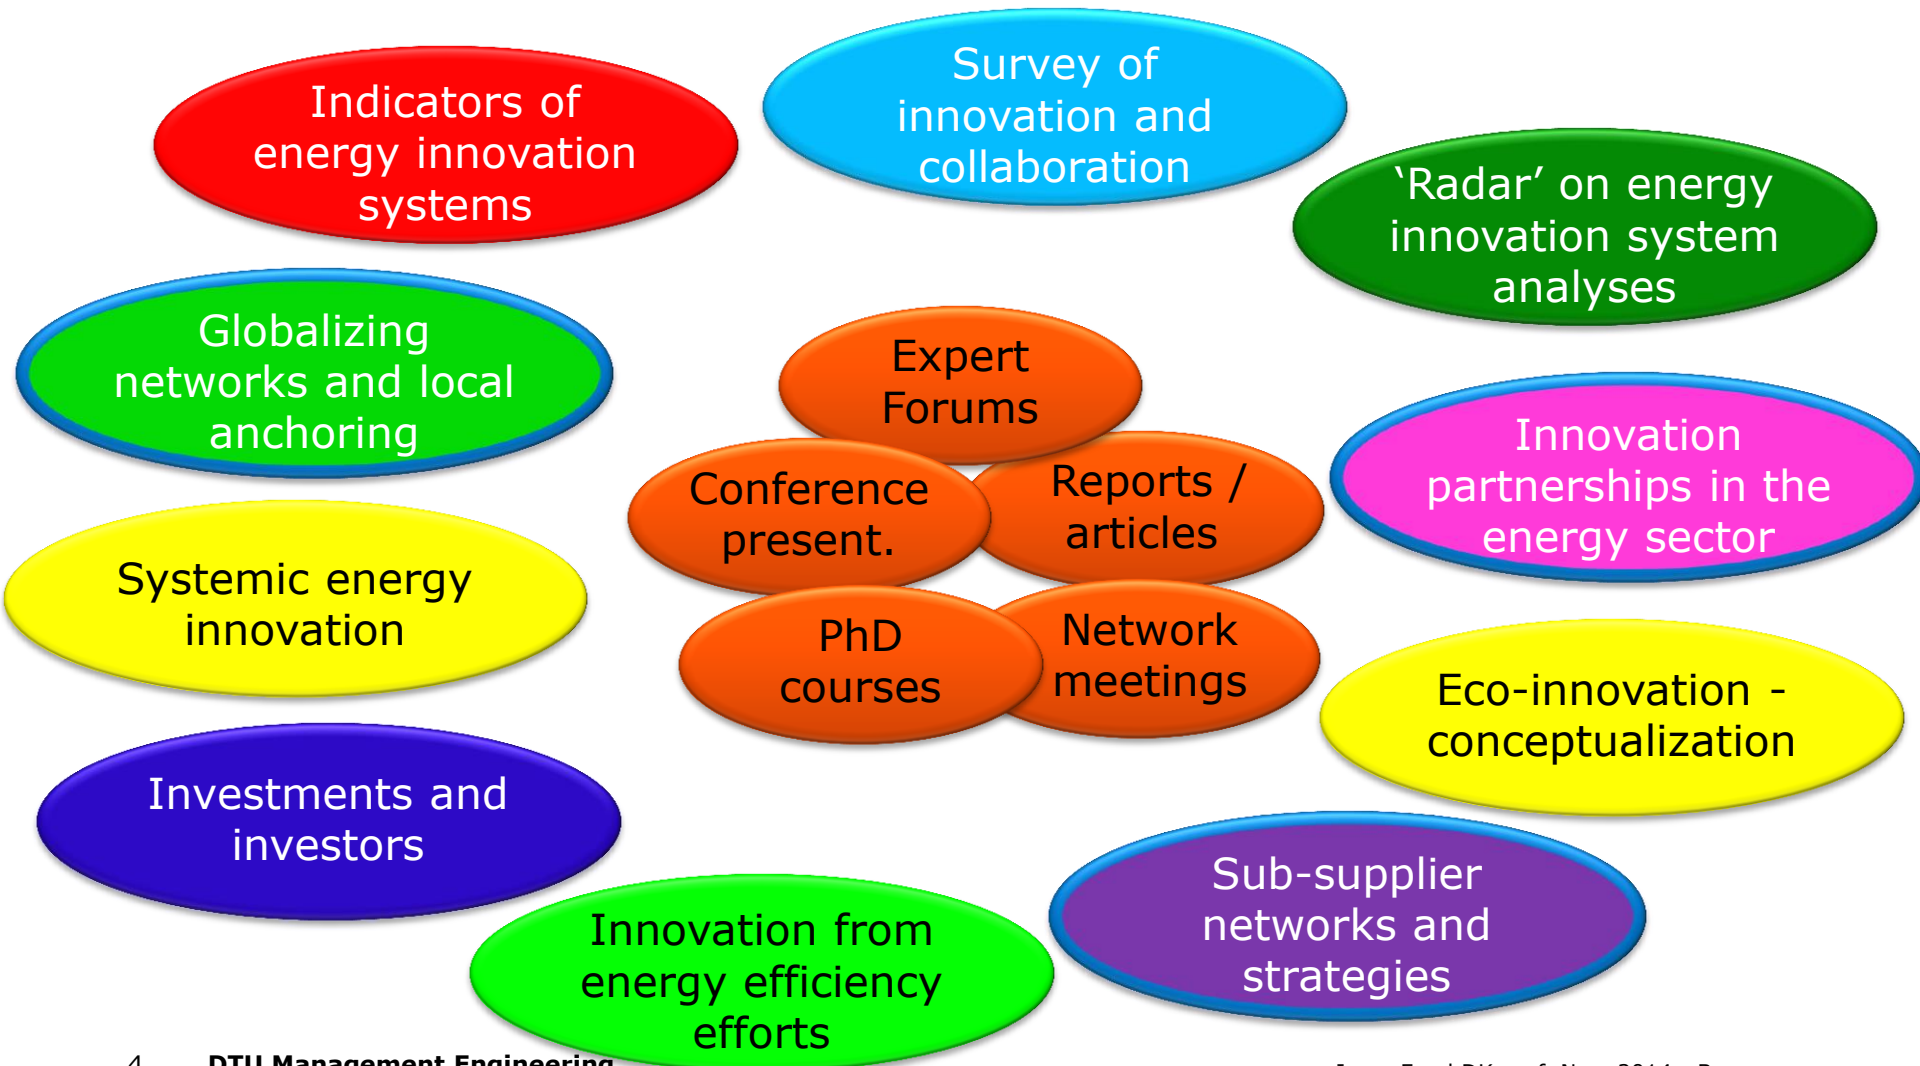 Indicators of
energy innovation
systems
Survey of
innovation and
collaboration
‘Radar’ on energy
innovation system
analyses
Globalizing
networks and local
anchoring
Expert
Forums
Conference
present.
Reports /
articles
Innovation
partnerships in the
energy sector
Systemic energy
innovation
PhD
courses
Network
meetings
Eco-innovation -
conceptualization
Investments and
investors
Innovation from
energy efficiency
efforts
Sub-supplier
networks and
strategies
4 DTU Management Engineering
2014